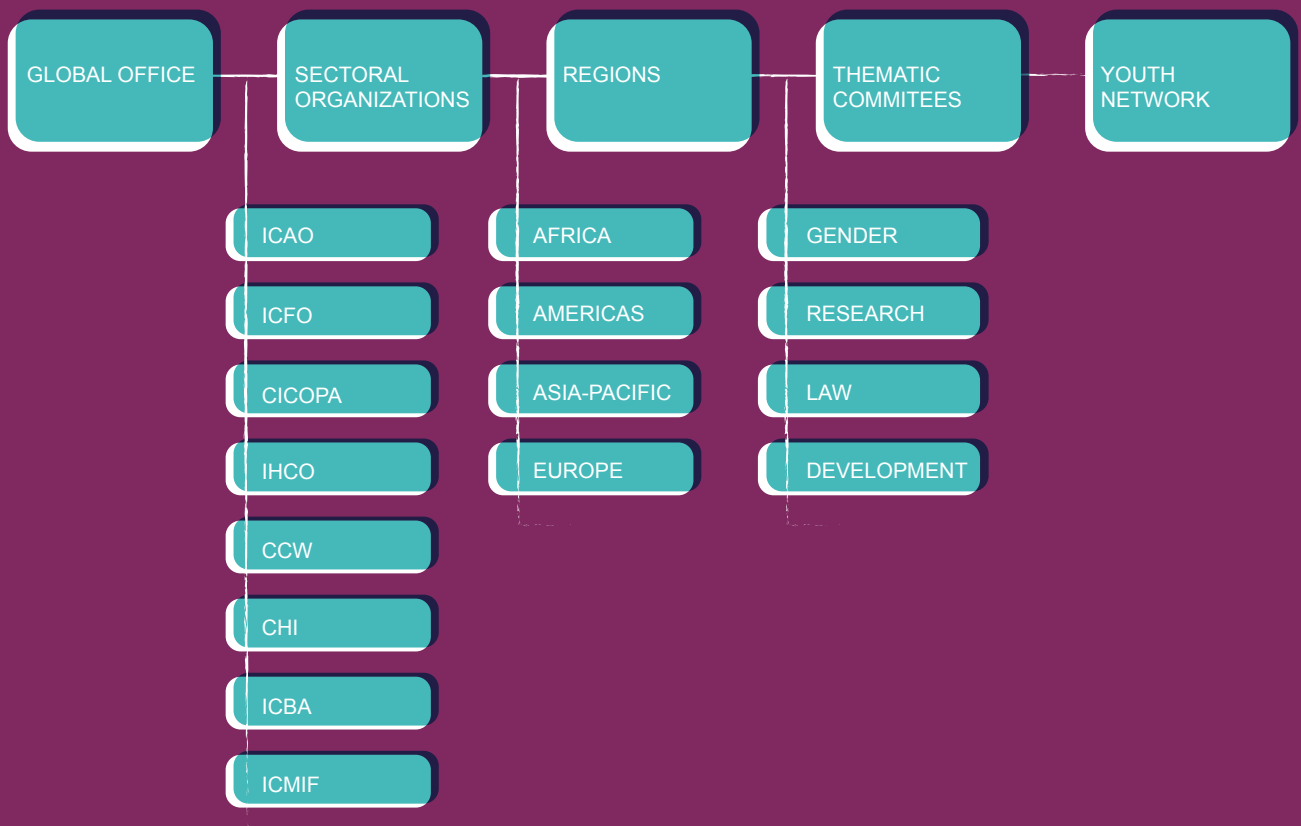 GLOBAL OFFICE
SECTORAL
ORGANIZATIONS
REGIONS
THEMATIC
COMMITEES
YOUTH
NETWORK
ICAO
ICFO
CICOPA
IHCO
CCW
CHI
ICBA
ICMIF
AFRICA
AMERICAS
ASIA-PACIFIC
EUROPE
GENDER
RESEARCH
LAW
DEVELOPMENT